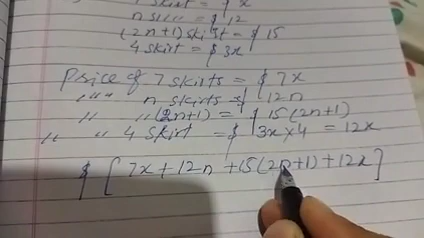 skirt = $ x
n skirt = $ 12
(2n+1) skirt = $ 15
4 skirt = $ 3x
Price of 7 skirts = $ 7x
" " " n skirts = $ 12n
" " " (2n+1) = $ 15(2n+1)
" " " 4 skirt = $ 3x×4 = 12x
$ [ 7x + 12n + 15(2n+1) + 12x ]